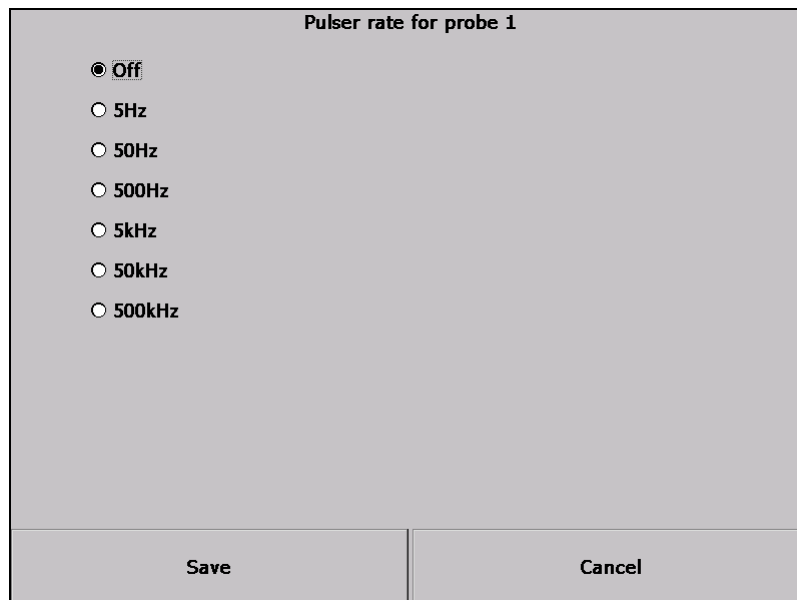 Pulser rate for probe 1
Off
5Hz
50Hz
500Hz
5kHz
50kHz
500kHz
Save
Cancel